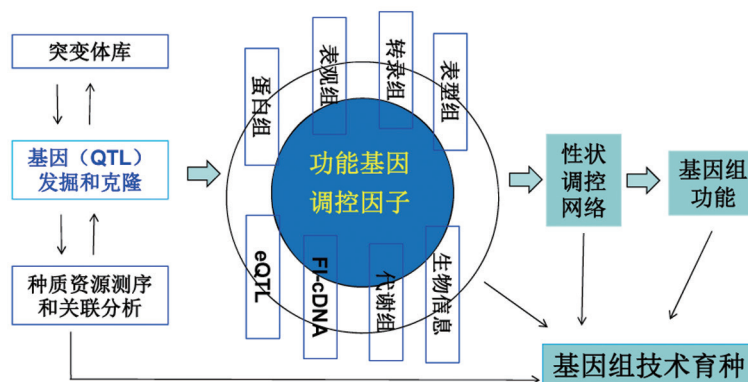 突变体库
基因（QTL）
发掘和克隆
种质资源测序
和关联分析
蛋白组
表观组
转录组
表型组
功能基因
调控因子
eQTL
Fl-cDNA
代谢组
生物信息
性状
调控
网络
基因组
功能
基因组技术育种